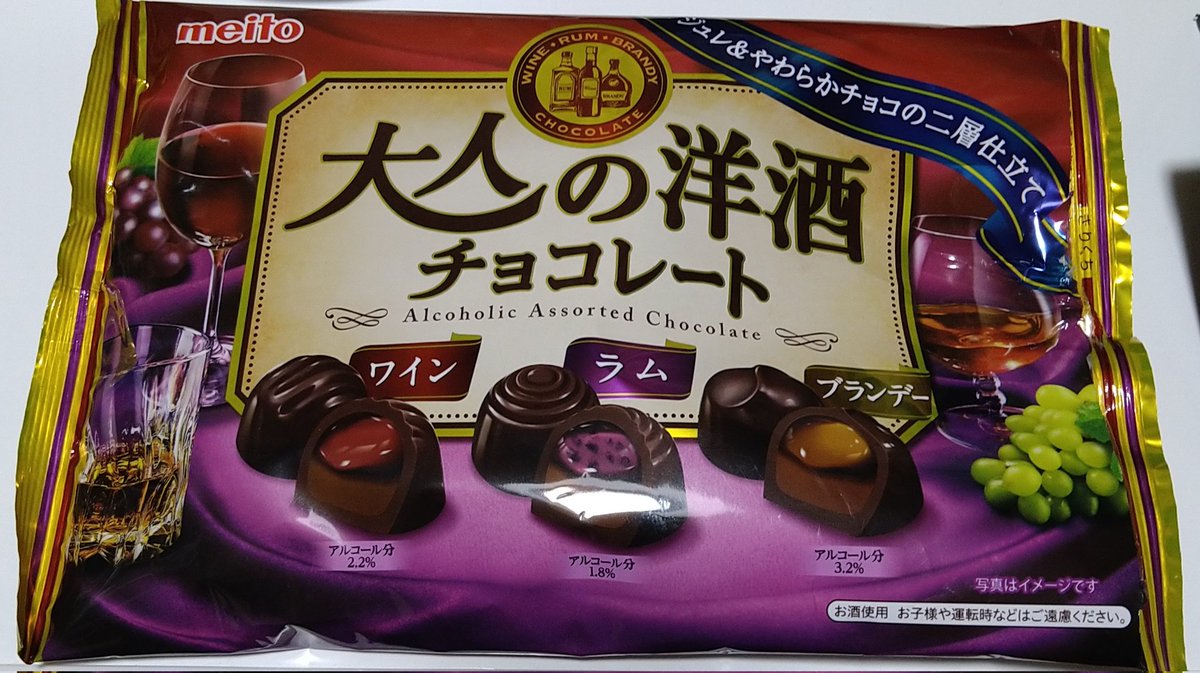 meito
WINE・RUM・BRANDY
CHOCOLATE
ジュレ&やわらかチョコの二層仕立て
大人の洋酒
チョコレート
Alcoholic Assorted Chocolate
ワイン
ラム
ブランデー
アルコール分
2.2%
アルコール分
1.8%
アルコール分
3.2%
写真はイメージです
お酒使用 お子様や運転時などはご遠慮ください。